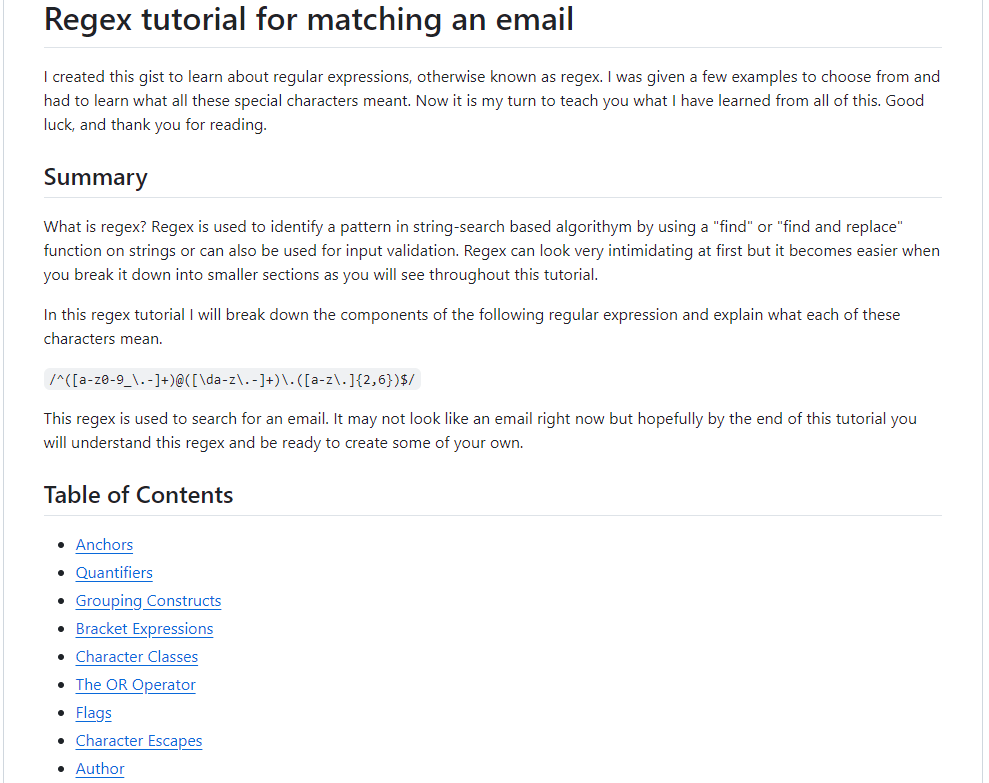 Regex tutorial for matching an email
I created this gist to learn about regular expressions, otherwise known as regex. I was given a few examples to choose from and
had to learn what all these special characters meant. Now it is my turn to teach you what I have learned from all of this. Good
luck, and thank you for reading.
Summary
What is regex? Regex is used to identify a pattern in string-search based algorithym by using a "find" or "find and replace"
function on strings or can also be used for input validation. Regex can look very intimidating at first but it becomes easier when
you break it down into smaller sections as you will see throughout this tutorial.
In this regex tutorial I will break down the components of the following regular expression and explain what each of these
characters mean.
/^([a-z0-9_\.-]+)@([\da-z\.-]+)\.([a-z\.]{2,6})$/
This regex is used to search for an email. It may not look like an email right now but hopefully by the end of this tutorial you
will understand this regex and be ready to create some of your own.
Table of Contents
• Anchors
• Quantifiers
• Grouping Constructs
• Bracket Expressions
• Character Classes
• The OR Operator
• Flags
• Character Escapes
• Author